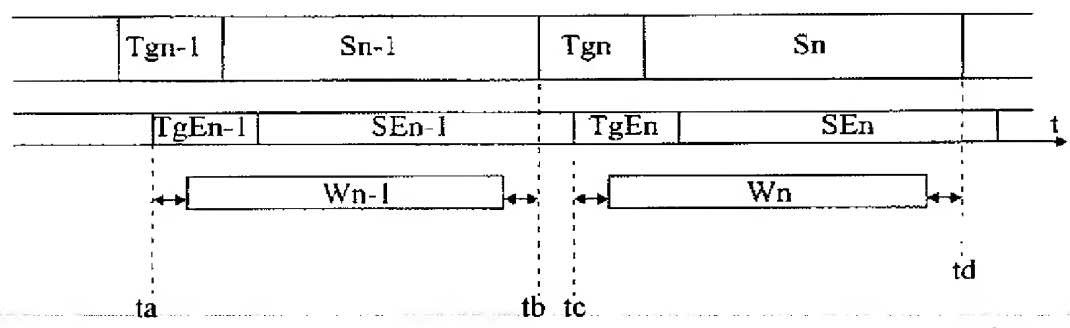 Tgn-1 Sn-1 Tgn Sn
TgEn-1 SEn-1 TgEn SEn t
Wn-1 Wn
ta tb tc td